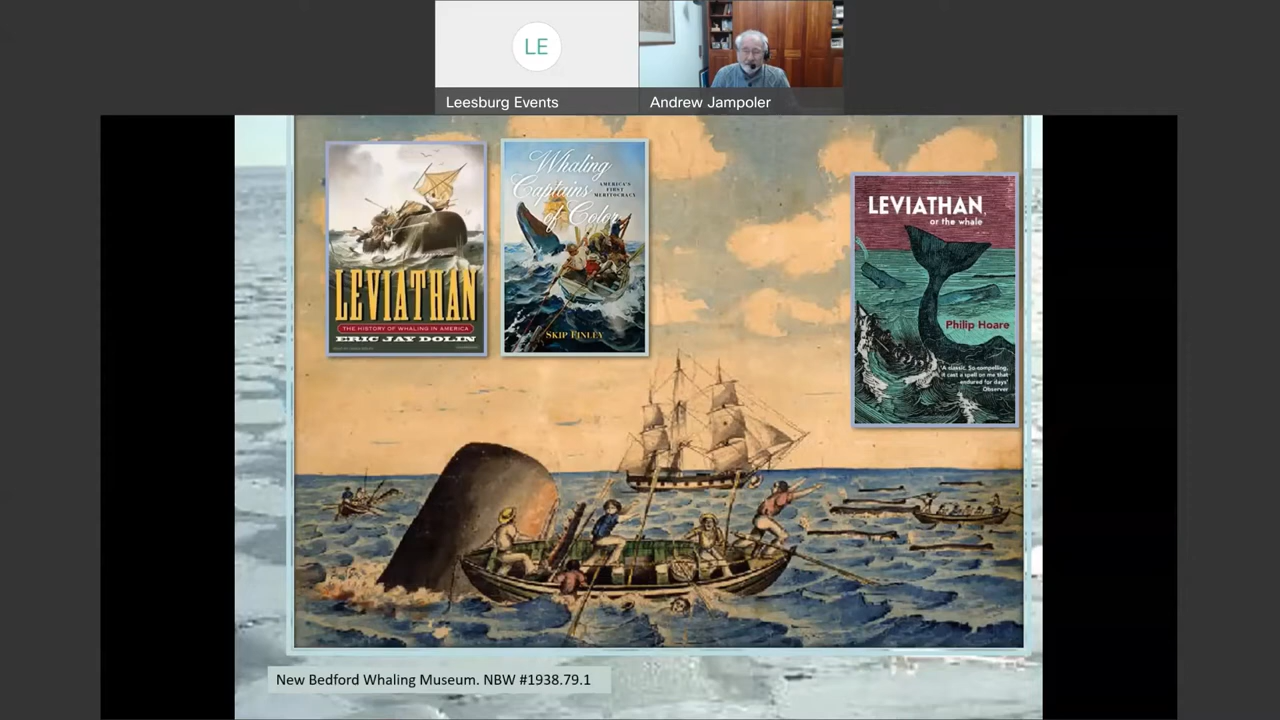 LE
Leesburg Events
Andrew Jampoler
LEVIATHAN
THE HISTORY OF WHALING IN AMERICA
ERIC JAY DOLIN
Whaling
Captains
of Color
AMERICA'S
FIRST
MERITOCRACY
SKIP FINLEY
LEVIATHAN,
or the whale
Philip Hoare
'A classic. So compelling,
it cast a spell on me that
endured for days'
Observer
New Bedford Whaling Museum. NBW #1938.79.1